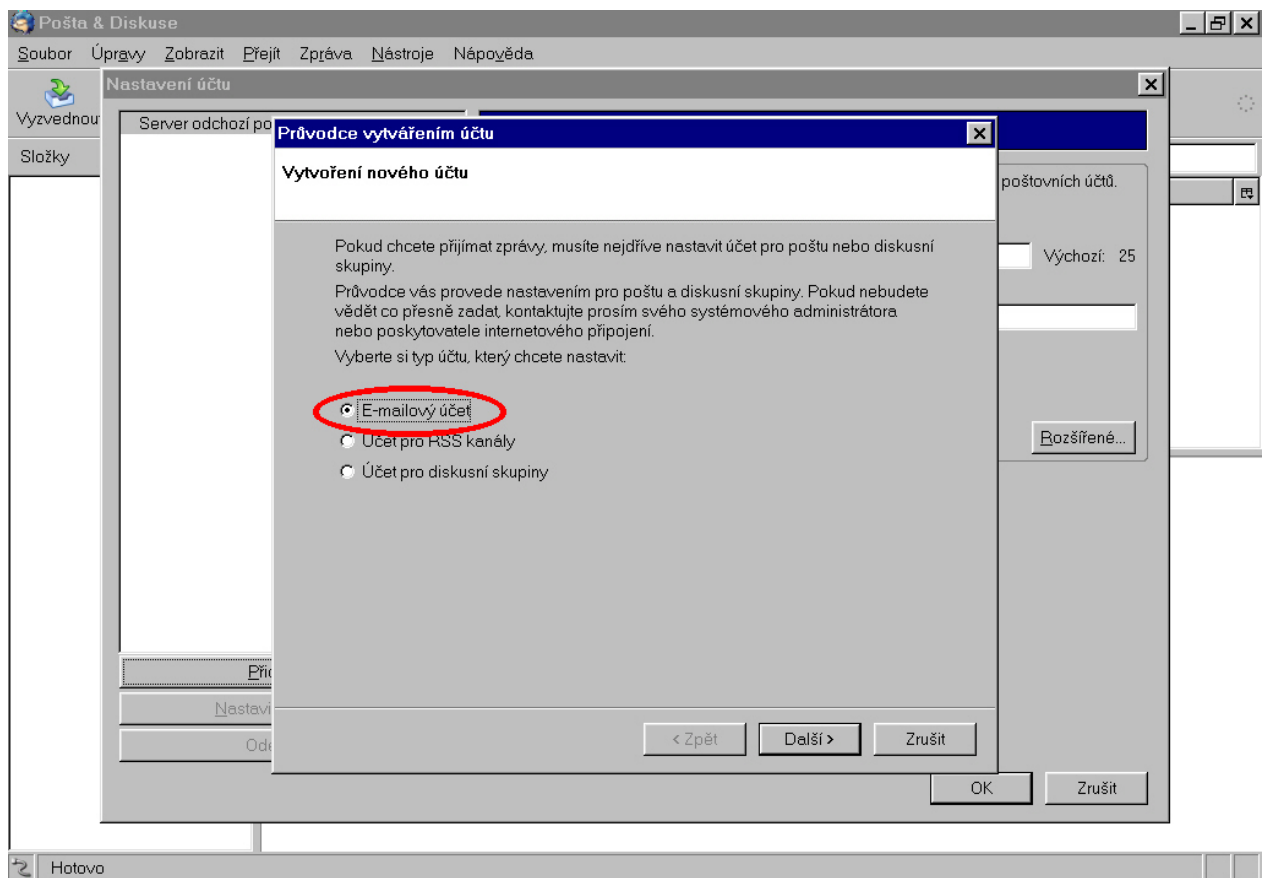 Pošta & Diskuse
Soubor Úpravy Zobrazit Přejít Zpráva Nástroje Nápověda
Nastavení účtu
Server odchozí
Průvodce vytvářením účtu
Složky
Vytvoření nového účtu
poštovních účtů.
Pokud chcete přijímat zprávy, musíte nejdříve nastavit účet pro poštu nebo diskusní
skupiny.
Výchozí: 25
Průvodce vás provede nastavením pro poštu a diskusní skupiny. Pokud nebudete
vědět co přesně zadat, kontaktujte prosím svého systémového administrátora
nebo poskytovatele internetového připojení.
Vyberte si typ účtu, který chcete nastavit:
E-mailový účet
Účet pro RSS kanály
Rozšířené...
Účet pro diskusní skupiny
< Zpět
Další >
Zrušit
OK
Zrušit
Hotovo